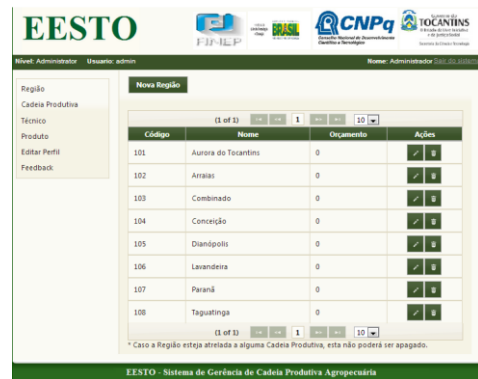 EESTO
FINEP
BRASIL
CNPq
Conselho Nacional de Desenvolvimento
Científico e Tecnológico
TOCANTINS
Nível: Administrator Usuario: admin
Nome: Administrador Sair do sistema
Região
Cadeia Produtiva
Técnico
Produto
Editar Perfil
Feedback
Nova Região
(1 of 1) 1 10
Código Nome Orçamento Ações
101 Aurora do Tocantins 0
102 Arraias 0
103 Combinado 0
104 Conceição 0
105 Dianópolis 0
106 Lavandeira 0
107 Paranã 0
108 Taguatinga 0
(1 of 1) 1 10
* Caso a Região esteja atrelada a alguma Cadeia Produtiva, esta não poderá ser apagado.
EESTO - Sistema de Gerência de Cadeia Produtiva Agropecuária